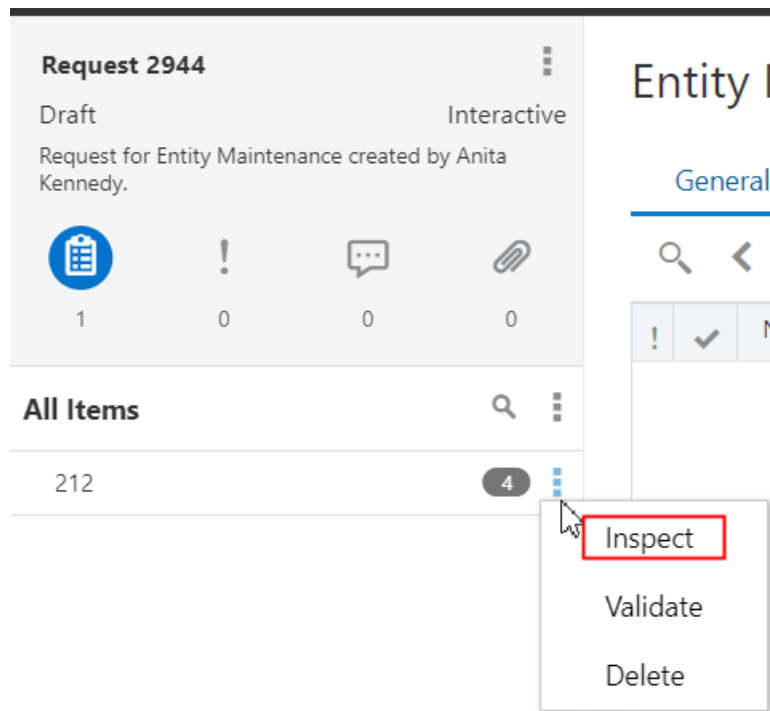 Request 2944
Draft Interactive
Request for Entity Maintenance created by Anita
Kennedy.
1 0 0 0
All Items
212 4
Inspect
Validate
Delete
Entity
General